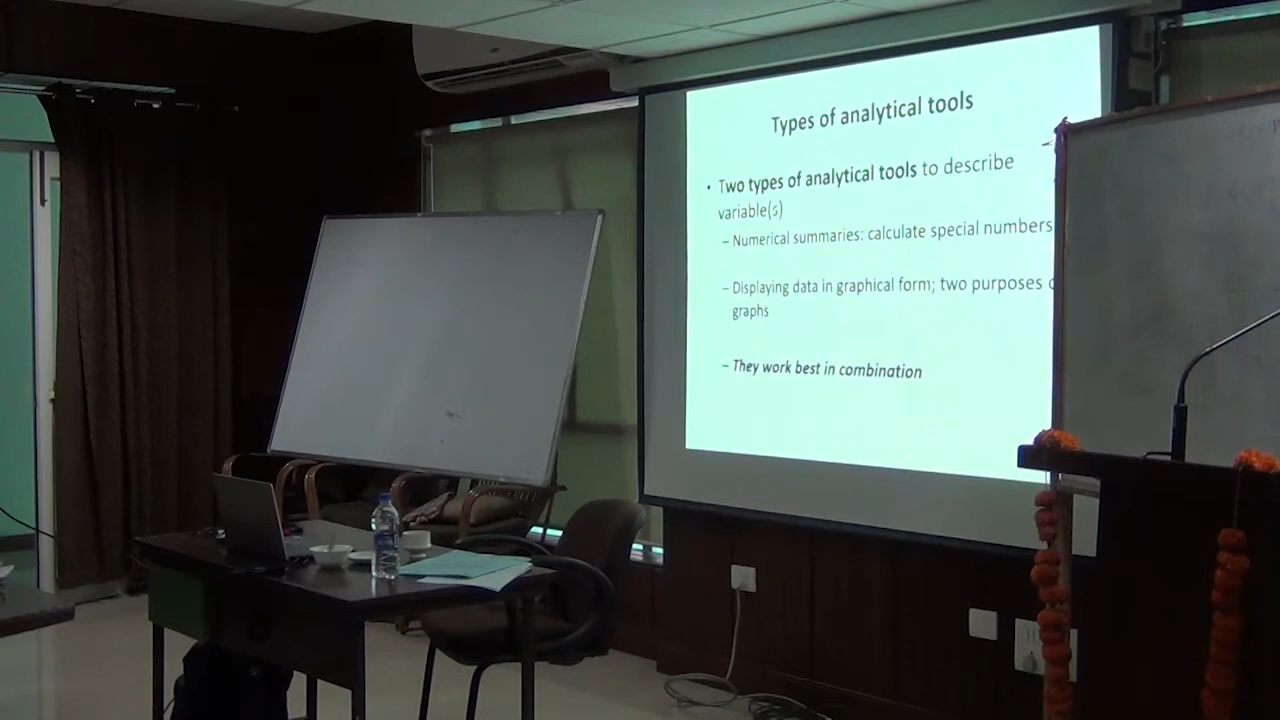 Types of analytical tools
• Two types of analytical tools to describe
variable(s)
– Numerical summaries: calculate special numbers
– Displaying data in graphical form; two purposes
graphs
– They work best in combination